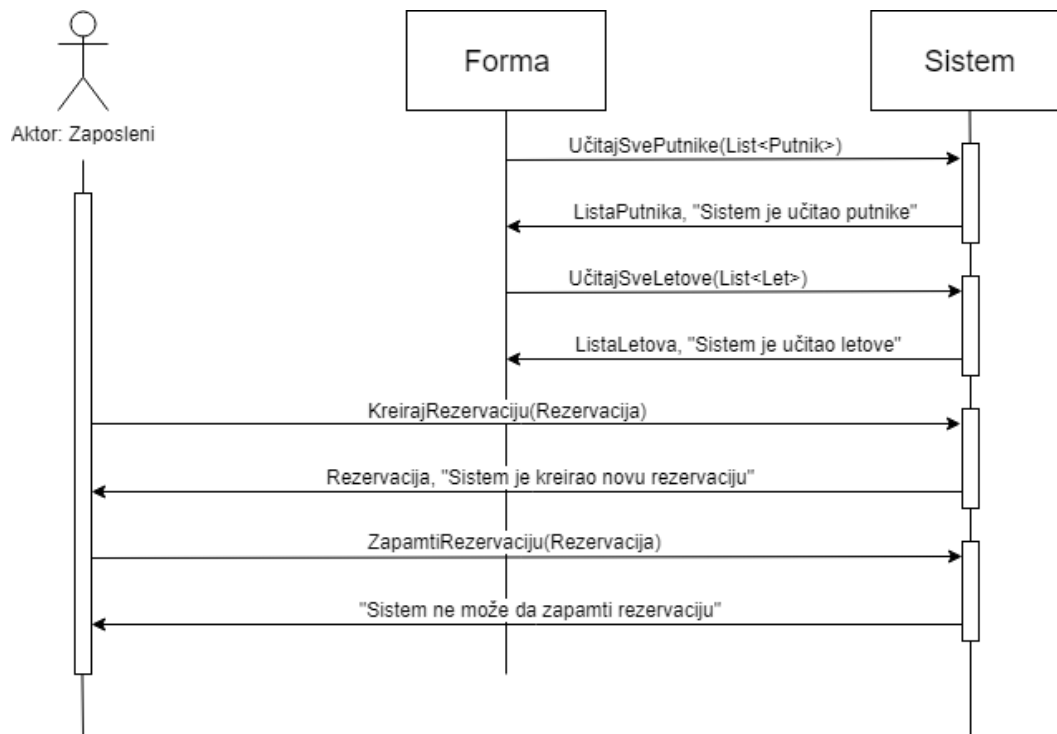 Forma
Sistem
Aktor: Zaposleni
UčitajSvePutnike(List<Putnik>)
ListaPutnika, "Sistem je učitao putnike"
UčitajSveLetove(List<Let>)
ListaLetova, "Sistem je učitao letove"
KreirajRezervaciju(Rezervacija)
Rezervacija, "Sistem je kreirao novu rezervaciju"
ZapamtiRezervaciju(Rezervacija)
"Sistem ne može da zapamti rezervaciju"